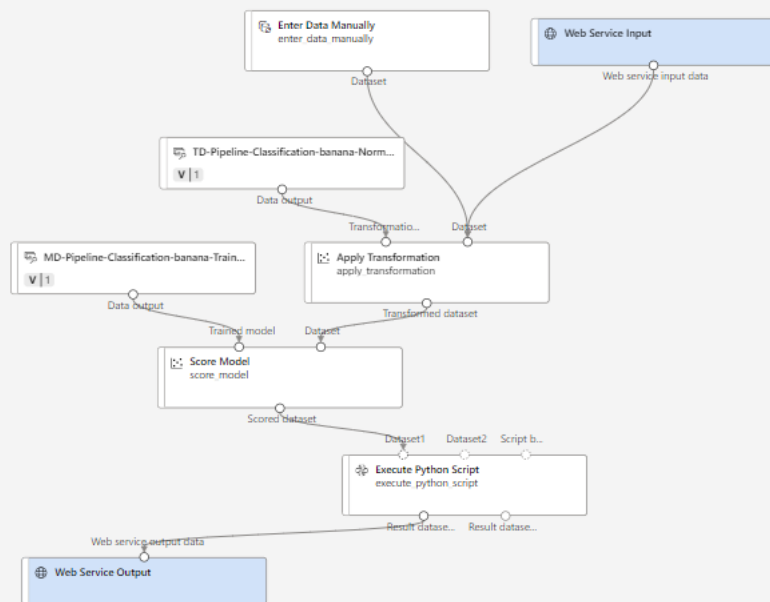 Enter Data Manually
enter_data_manually
Dataset
Web Service Input
Web service input data
TD-Pipeline-Classification-banana-Norm...
V 1
Data output
Transformatio...
Dataset
Apply Transformation
apply_transformation
Transformed dataset
MD-Pipeline-Classification-banana-Train...
V 1
Data output
Trained model
Dataset
Score Model
score_model
Scored dataset
Dataset1
Dataset2
Script b...
Execute Python Script
execute_python_script
Result datase...
Result datase...
Web service output data
Web Service Output